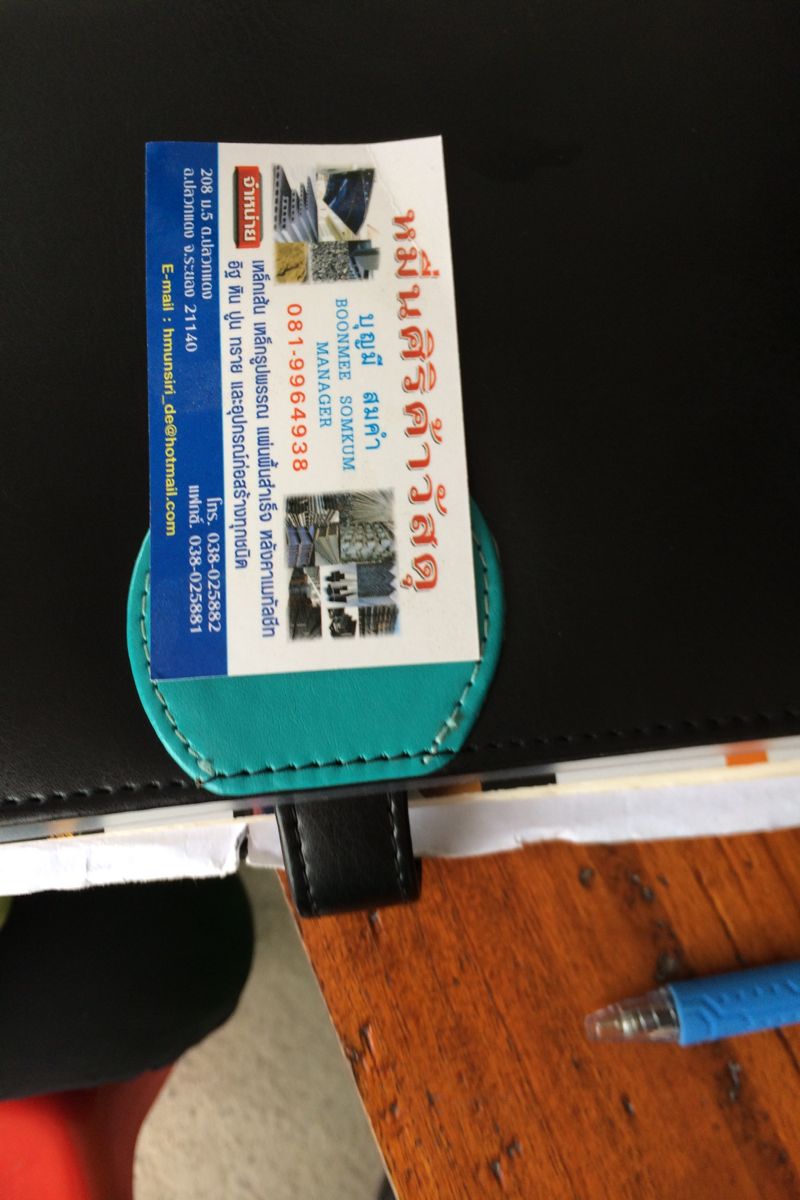 หมื่นศิริค้าวัสดุ
บุญมี สมคำ
BOONMEE SOMKUM
MANAGER
081-9964938
จำหน่าย
เหล็กเส้น เหล็กรูปพรรณ แผ่นพื้นสำเร็จ หลังคาเมทัลชีท
อิฐ หิน ปูน ทราย และอุปกรณ์ก่อสร้างทุกชนิด
208 ม.5 ต.ปลวกแดง
อ.ปลวกแดง จ.ระยอง 21140
โทร. 038-025882
แฟกส์. 038-025881
E-mail : hmunsiri_de@hotmail.com